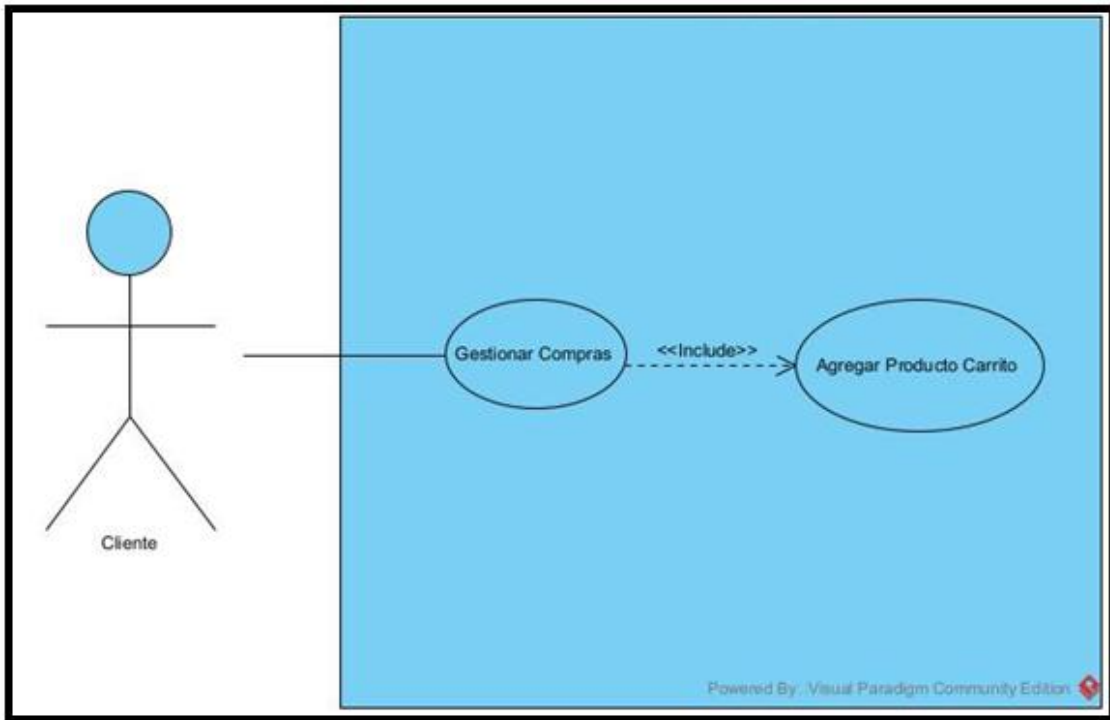 Gestionar Compras
<<Include>>
Agregar Producto Carrito
Cliente
Powered By: Visual Paradigm Community Edition